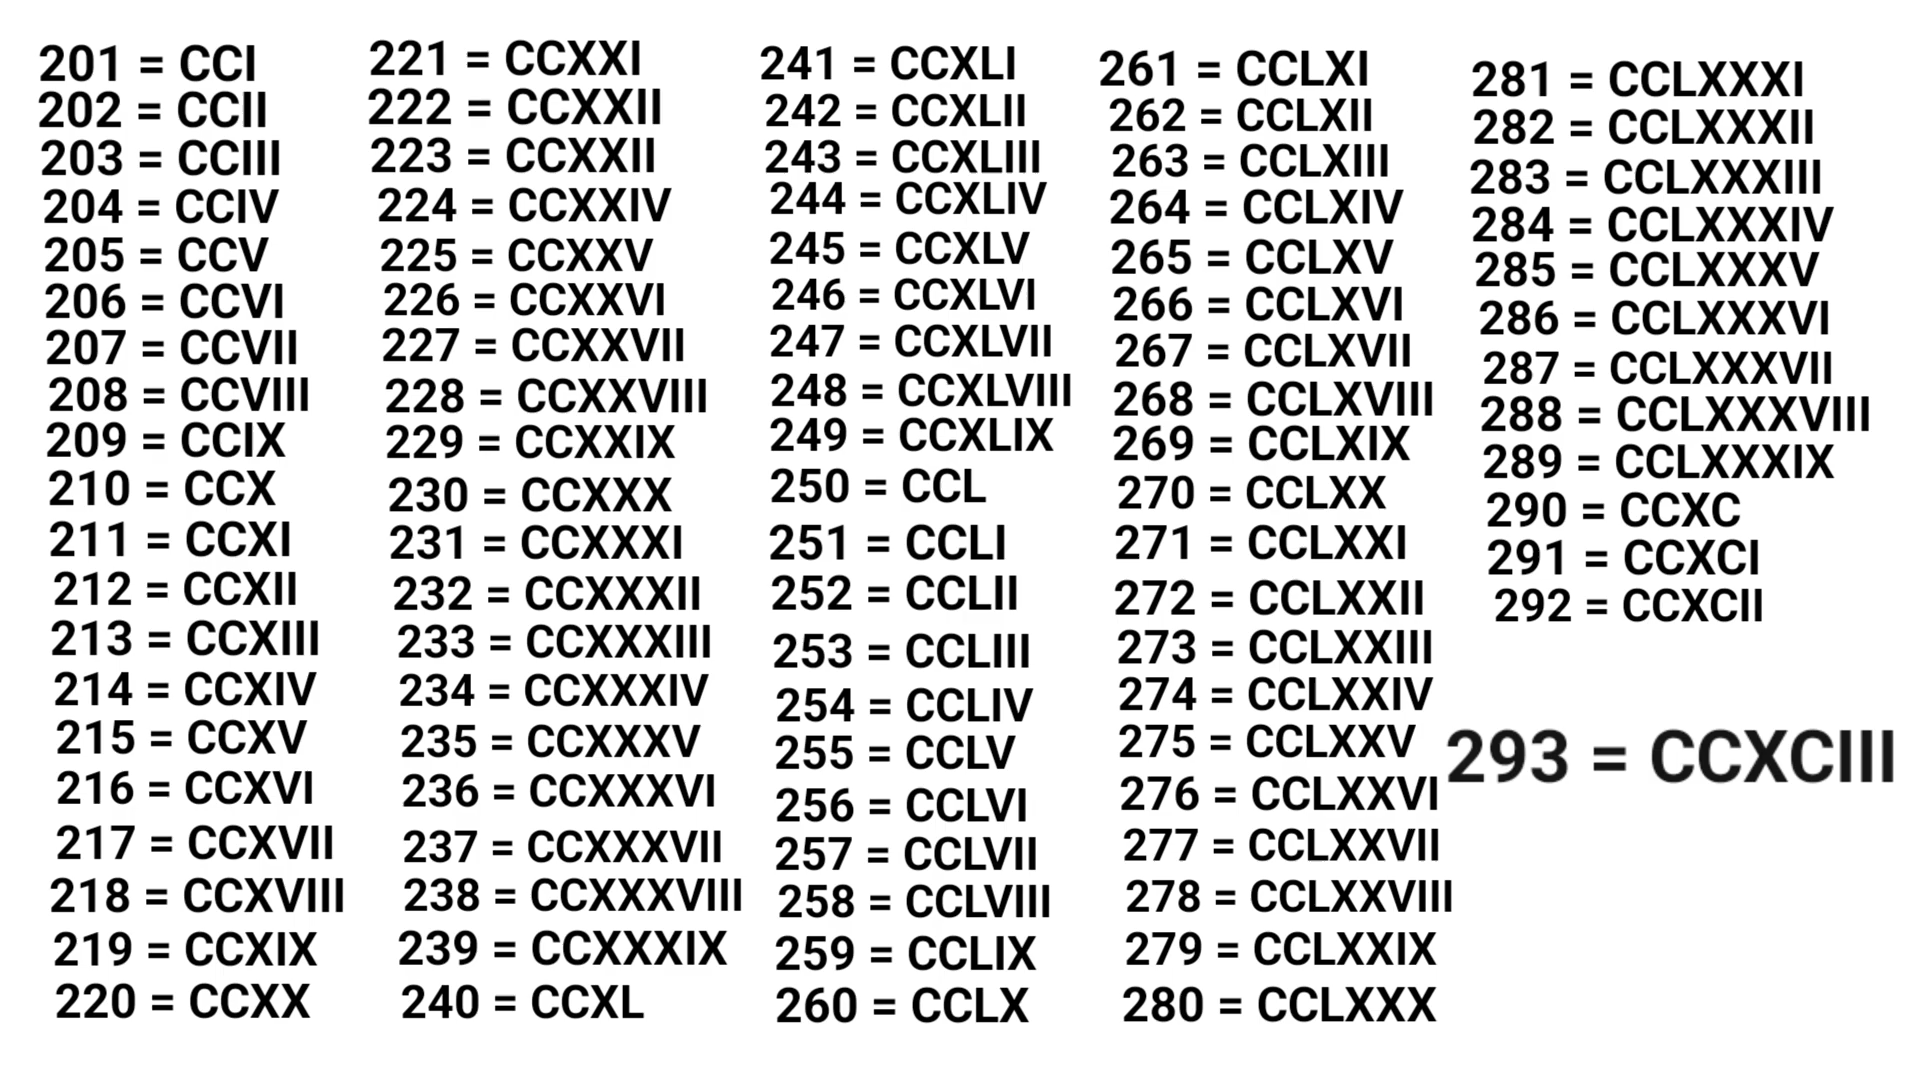 201 = CCI
202 = CCII
203 = CCIII
204 = CCIV
205 = CCV
206 = CCVI
207 = CCVII
208 = CCVIII
209 = CCIX
210 = CCX
211 = CCXI
212 = CCXII
213 = CCXIII
214 = CCXIV
215 = CCXV
216 = CCXVI
217 = CCXVII
218 = CCXVIII
219 = CCXIX
220 = CCXX
221 = CCXXI
222 = CCXXII
223 = CCXXII
224 = CCXXIV
225 = CCXXV
226 = CCXXVI
227 = CCXXVII
228 = CCXXVIII
229 = CCXXIX
230 = CCXXX
231 = CCXXXI
232 = CCXXXII
233 = CCXXXIII
234 = CCXXXIV
235 = CCXXXV
236 = CCXXXVI
237 = CCXXXVII
238 = CCXXXVIII
239 = CCXXXIX
240 = CCXL
241 = CCXLI
242 = CCXLII
243 = CCXLIII
244 = CCXLIV
245 = CCXLV
246 = CCXLVI
247 = CCXLVII
248 = CCXLVIII
249 = CCXLIX
250 = CCL
251 = CCLI
252 = CCLII
253 = CCLIII
254 = CCLIV
255 = CCLV
256 = CCLVI
257 = CCLVII
258 = CCLVIII
259 = CCLIX
260 = CCLX
261 = CCLXI
262 = CCLXII
263 = CCLXIII
264 = CCLXIV
265 = CCLXV
266 = CCLXVI
267 = CCLXVII
268 = CCLXVIII
269 = CCLXIX
270 = CCLXX
271 = CCLXXI
272 = CCLXXII
273 = CCLXXIII
274 = CCLXXIV
275 = CCLXXV
276 = CCLXXVI
277 = CCLXXVII
278 = CCLXXVIII
279 = CCLXXIX
280 = CCLXXX
281 = CCLXXXI
282 = CCLXXXII
283 = CCLXXXIII
284 = CCLXXXIV
285 = CCLXXXV
286 = CCLXXXVI
287 = CCLXXXVII
288 = CCLXXXVIII
289 = CCLXXXIX
290 = CCXC
291 = CCXCI
292 = CCXCII
293 = CCXCIII